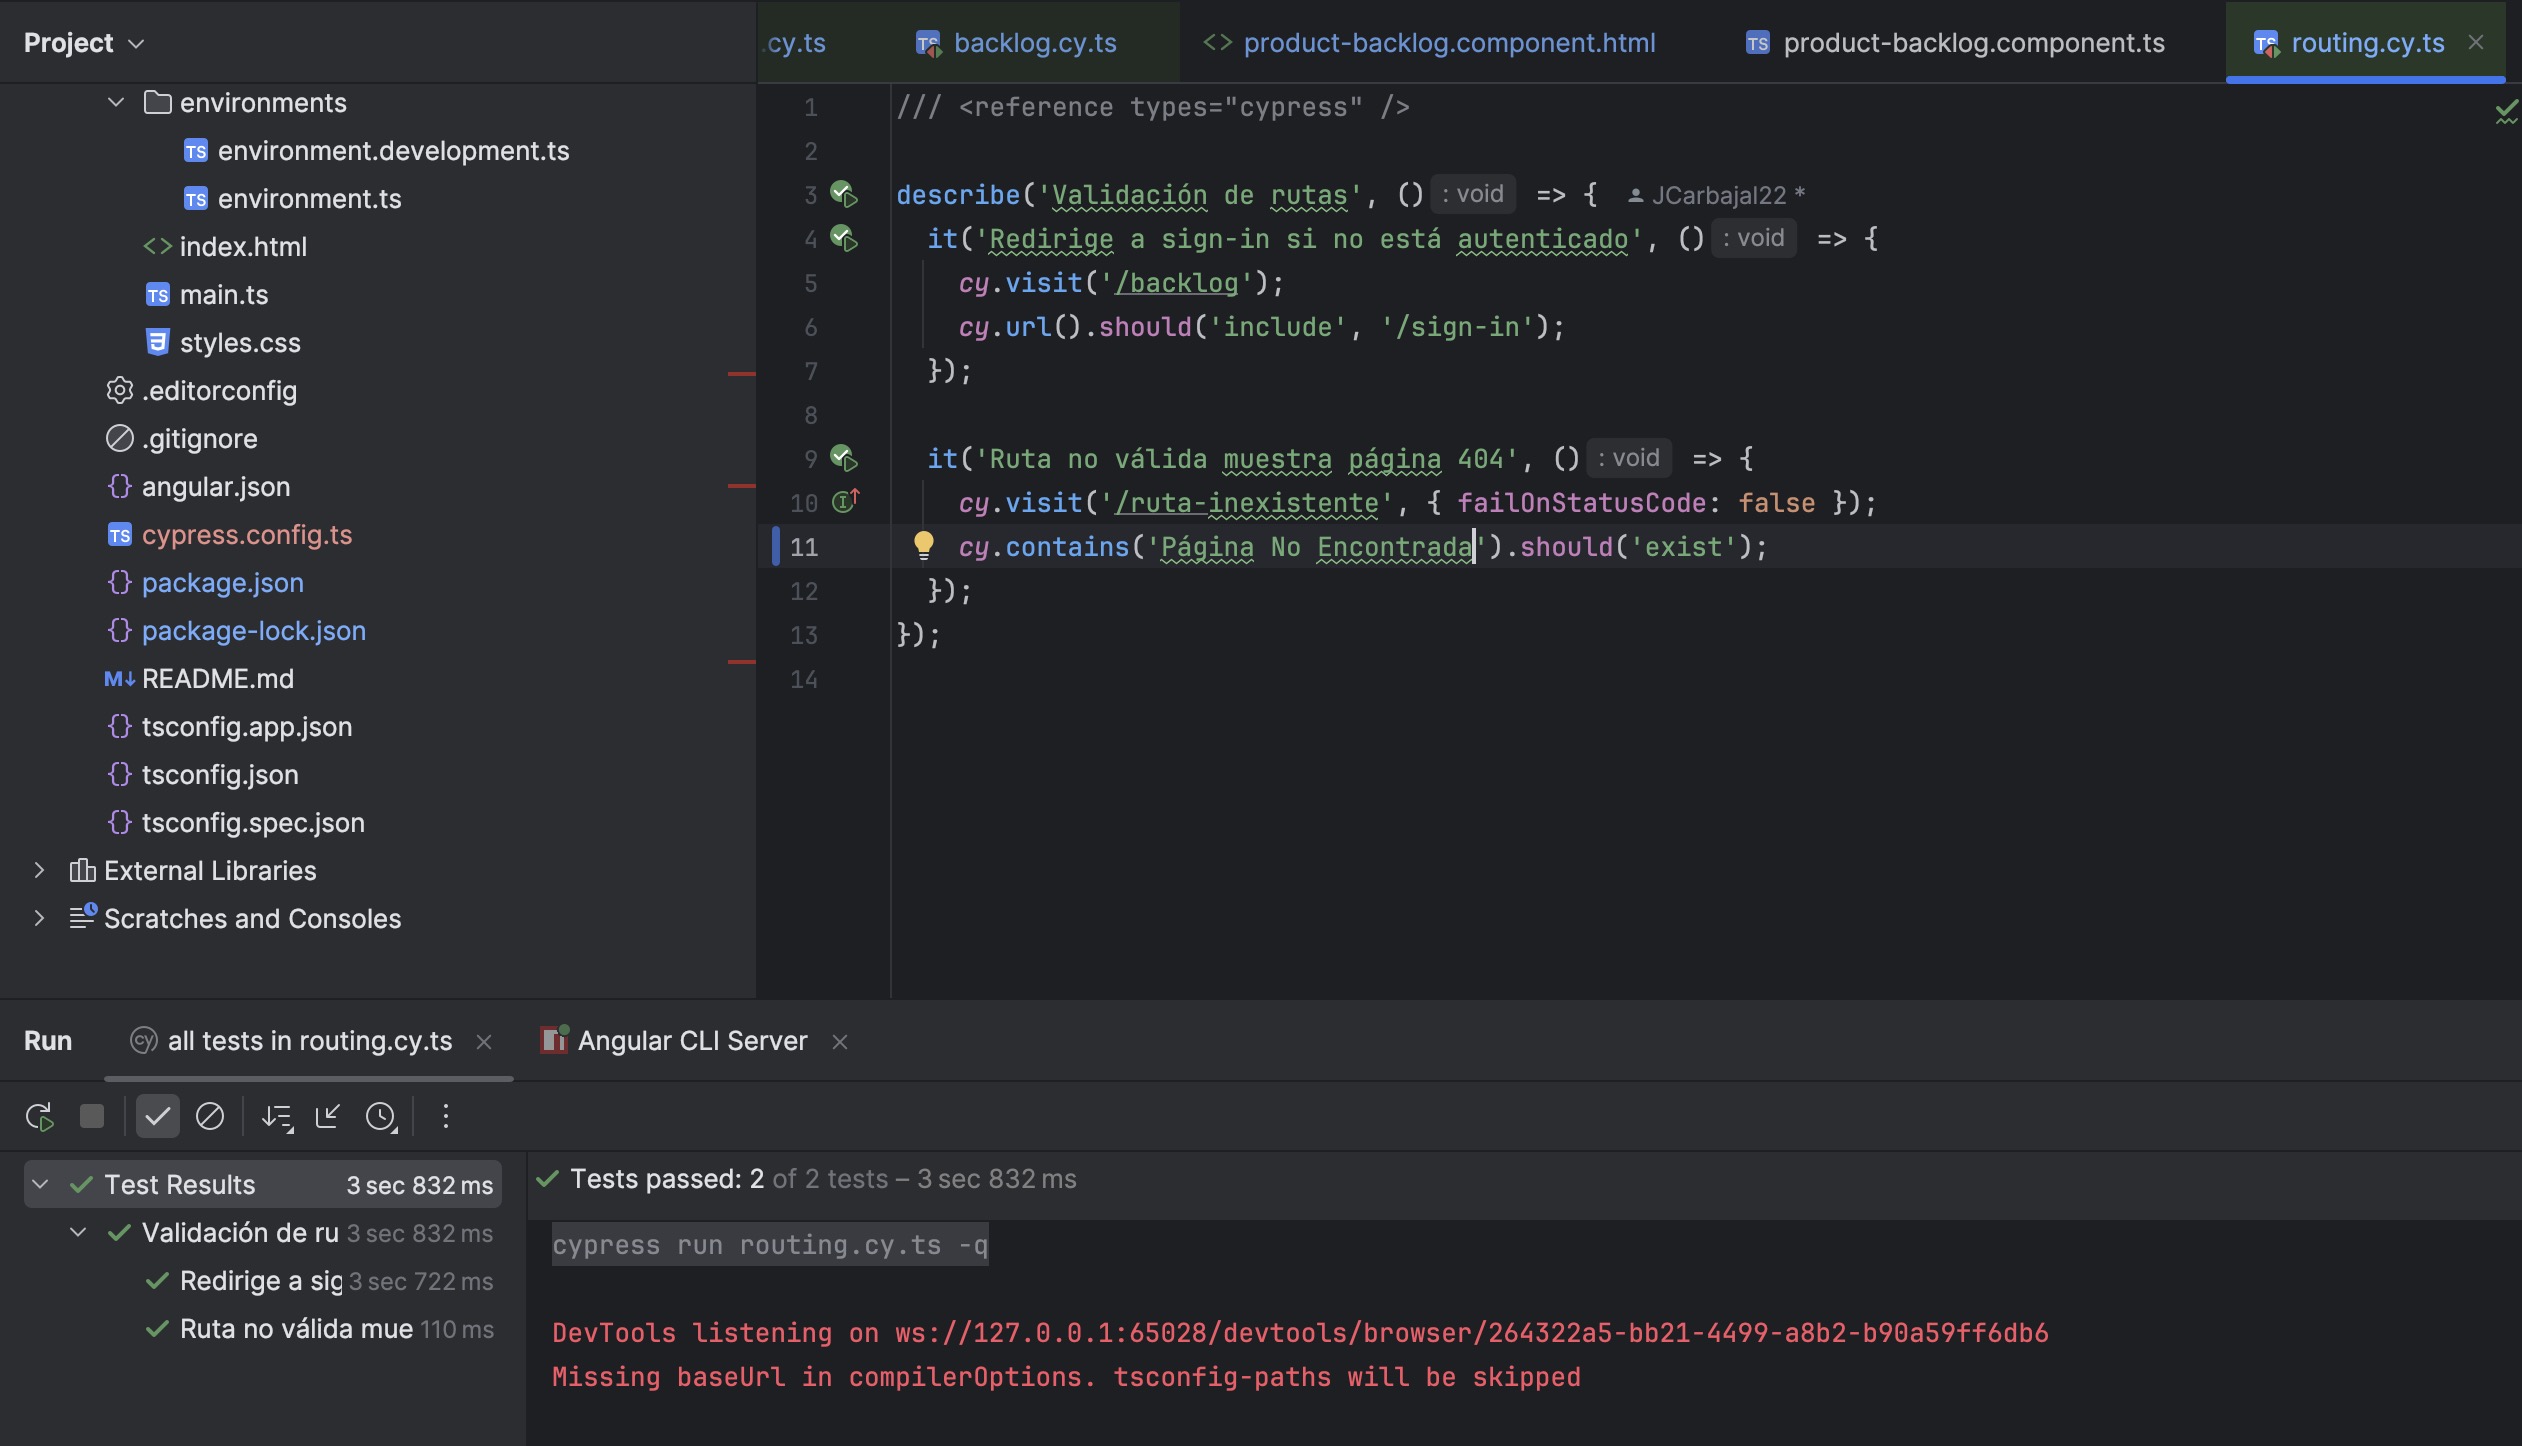 Project
.cy.ts
backlog.cy.ts
product-backlog.component.html
product-backlog.component.ts
routing.cy.ts
environments
environment.development.ts
environment.ts
index.html
main.ts
styles.css
.editorconfig
.gitignore
angular.json
cypress.config.ts
package.json
package-lock.json
README.md
tsconfig.app.json
tsconfig.json
tsconfig.spec.json
External Libraries
Scratches and Consoles
1 /// <reference types="cypress" />
2
3 describe('Validación de rutas', () : void => { JCarbajal22 *
4 it('Redirige a sign-in si no está autenticado', () : void => {
5 cy.visit('/backlog');
6 cy.url().should('include', '/sign-in');
7 });
8
9 it('Ruta no válida muestra página 404', () : void => {
10 cy.visit('/ruta-inexistente', { failOnStatusCode: false });
11 cy.contains('Página No Encontrada').should('exist');
12 });
13 });
14
Run
all tests in routing.cy.ts
Angular CLI Server
Test Results 3 sec 832 ms
Validación de ru 3 sec 832 ms
Redirige a sig 3 sec 722 ms
Ruta no válida mue 110 ms
Tests passed: 2 of 2 tests – 3 sec 832 ms
cypress run routing.cy.ts -q
DevTools listening on ws://127.0.0.1:65028/devtools/browser/264322a5-bb21-4499-a8b2-b90a59ff6db6
Missing baseUrl in compilerOptions. tsconfig-paths will be skipped